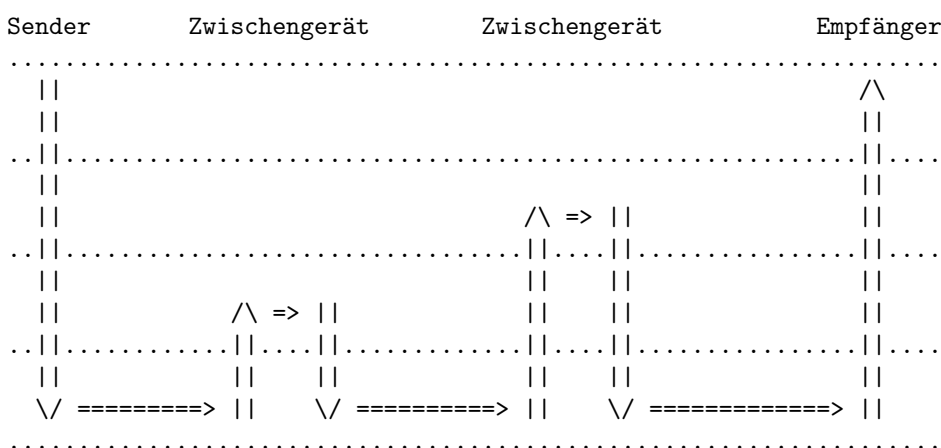 Sender Zwischengerät Zwischengerät Empfänger
....................................................................
|| /\
|| ||
..||..........................................................||....
|| ||
|| /\ => || ||
..||..................................||....||................||....
|| || || ||
|| /\ => || || || ||
..||............||....||..............||....||................||....
|| || || || || ||
\/ =========> || \/ ==========> || \/ =============> ||
....................................................................